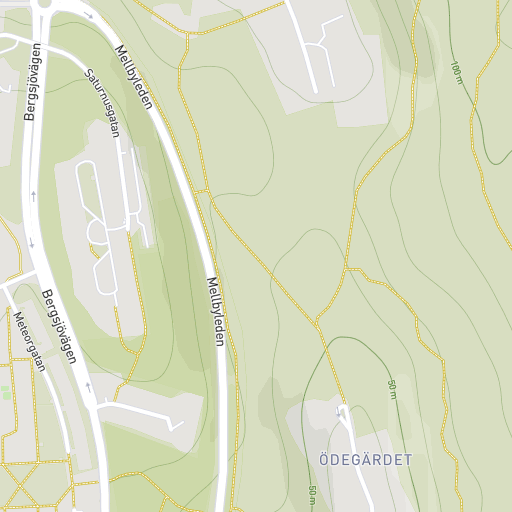 Bergsjövägen
Mellbyleden
Saturnusgatan
100 m
Mellbyleden
Bergsjövägen
Meteorgatan
50 m
ÖDEGÄRDET
50 m